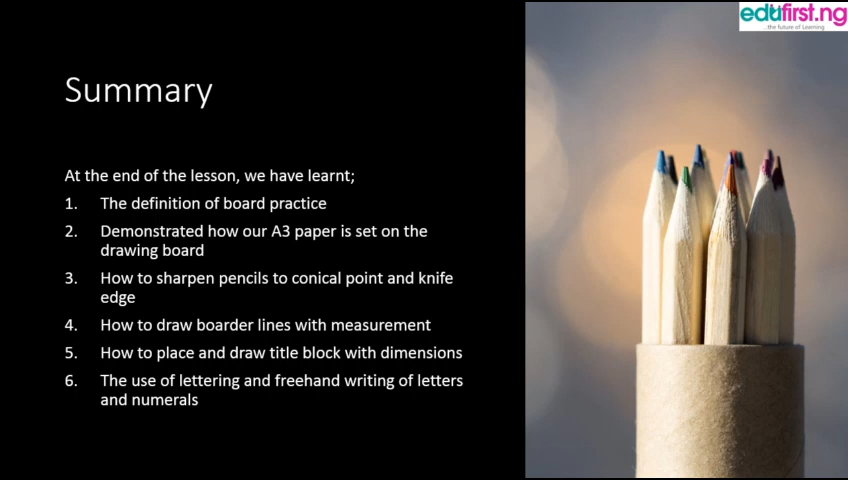 edufirst.ng
...the future of Learning
Summary
At the end of the lesson, we have learnt;
1. The definition of board practice
2. Demonstrated how our A3 paper is set on the
drawing board
3. How to sharpen pencils to conical point and knife
edge
4. How to draw boarder lines with measurement
5. How to place and draw title block with dimensions
6. The use of lettering and freehand writing of letters
and numerals